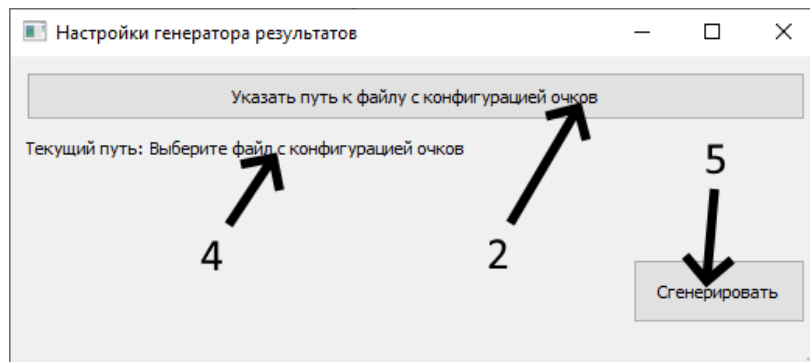 Настройки генератора результатов
Указать путь к файлу с конфигурацией очков
Текущий путь: Выберите файл с конфигурацией очков
5
4
2
Сгенерировать